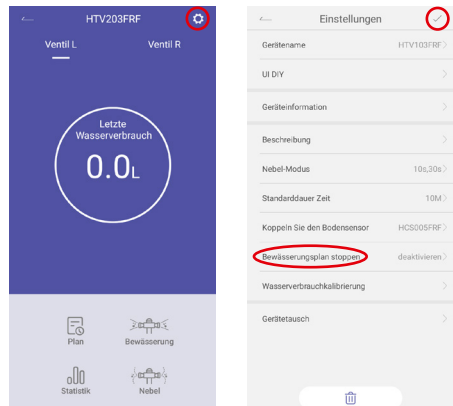 HTV203FRF
Ventil L Ventil R
Letzte
Wasserverbrauch
0.0L
Plan Bewässerung
Statistik Nebel
Einstellungen
Gerätename HTV103FRF
UI DIY
Geräteinformation
Beschreibung
Nebel-Modus 10s,30s
Standarddauer Zeit 10M
Koppeln Sie den Bodensensor HCS005FRF
Bewässerungsplan stoppen deaktivieren
Wasserverbrauchkalibrierung
Gerätetausch